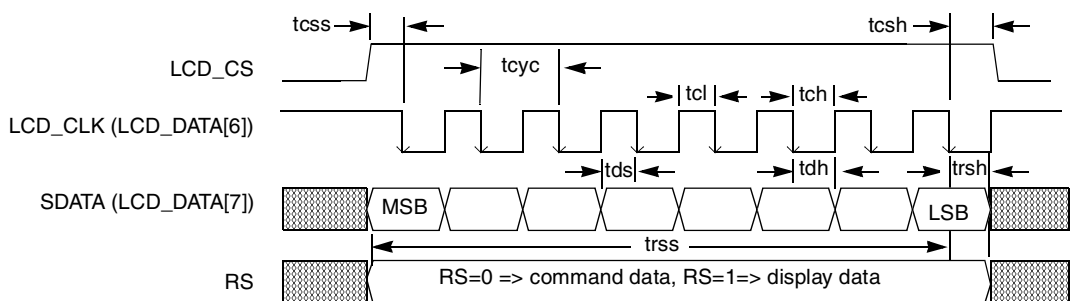 tcss
tcsh
LCD_CS
tcyc
tcl
tch
LCD_CLK (LCD_DATA[6])
tds
tdh
trsh
SDATA (LCD_DATA[7])
MSB
LSB
trss
RS
RS=0 => command data, RS=1=> display data